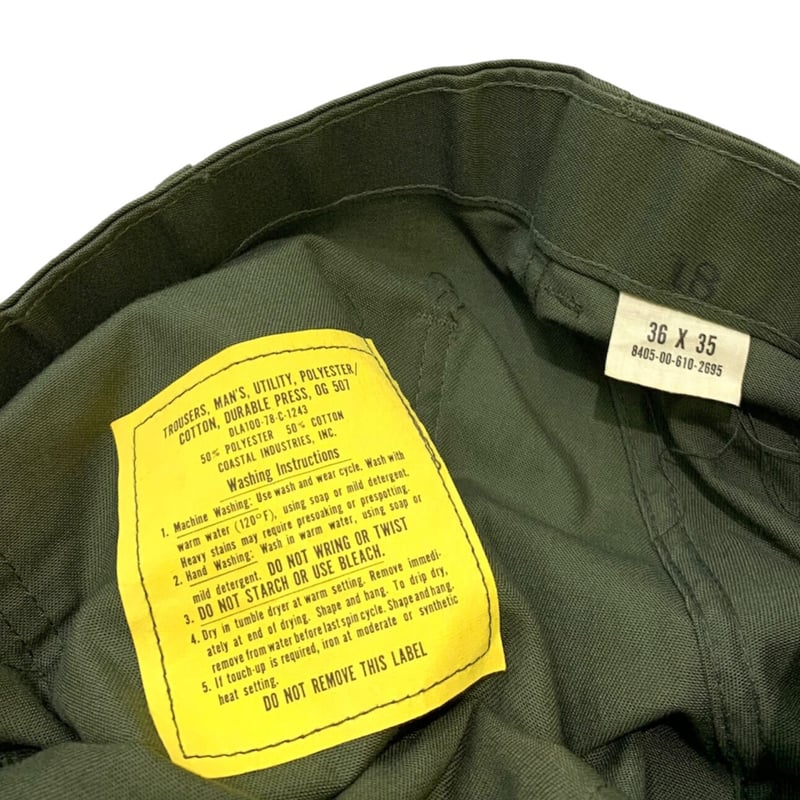 TROUSERS, MAN'S, UTILITY, POLYESTER/
COTTON, DURABLE PRESS, OG 507
DLA100-78-C-1243
50% POLYESTER 50% COTTON
COASTAL INDUSTRIES, INC.
Washing Instructions
1. Machine Washing: Use wash and wear cycle. Wash with
warm water (120°F), using soap or mild detergent.
Heavy stains may require presoaking or prespotting.
2. Hand Washing: Wash in warm water, using soap or
mild detergent. DO NOT WRING OR TWIST
3. DO NOT STARCH OR USE BLEACH.
4. Dry in tumble dryer at warm setting. Remove immedi-
ately at end of drying. Shape and hang. To drip dry,
remove from water before last spin cycle. Shape and hang.
5. If touch-up is required, iron at moderate or synthetic
heat setting.
DO NOT REMOVE THIS LABEL
18
36 X 35
8405-00-610-2695